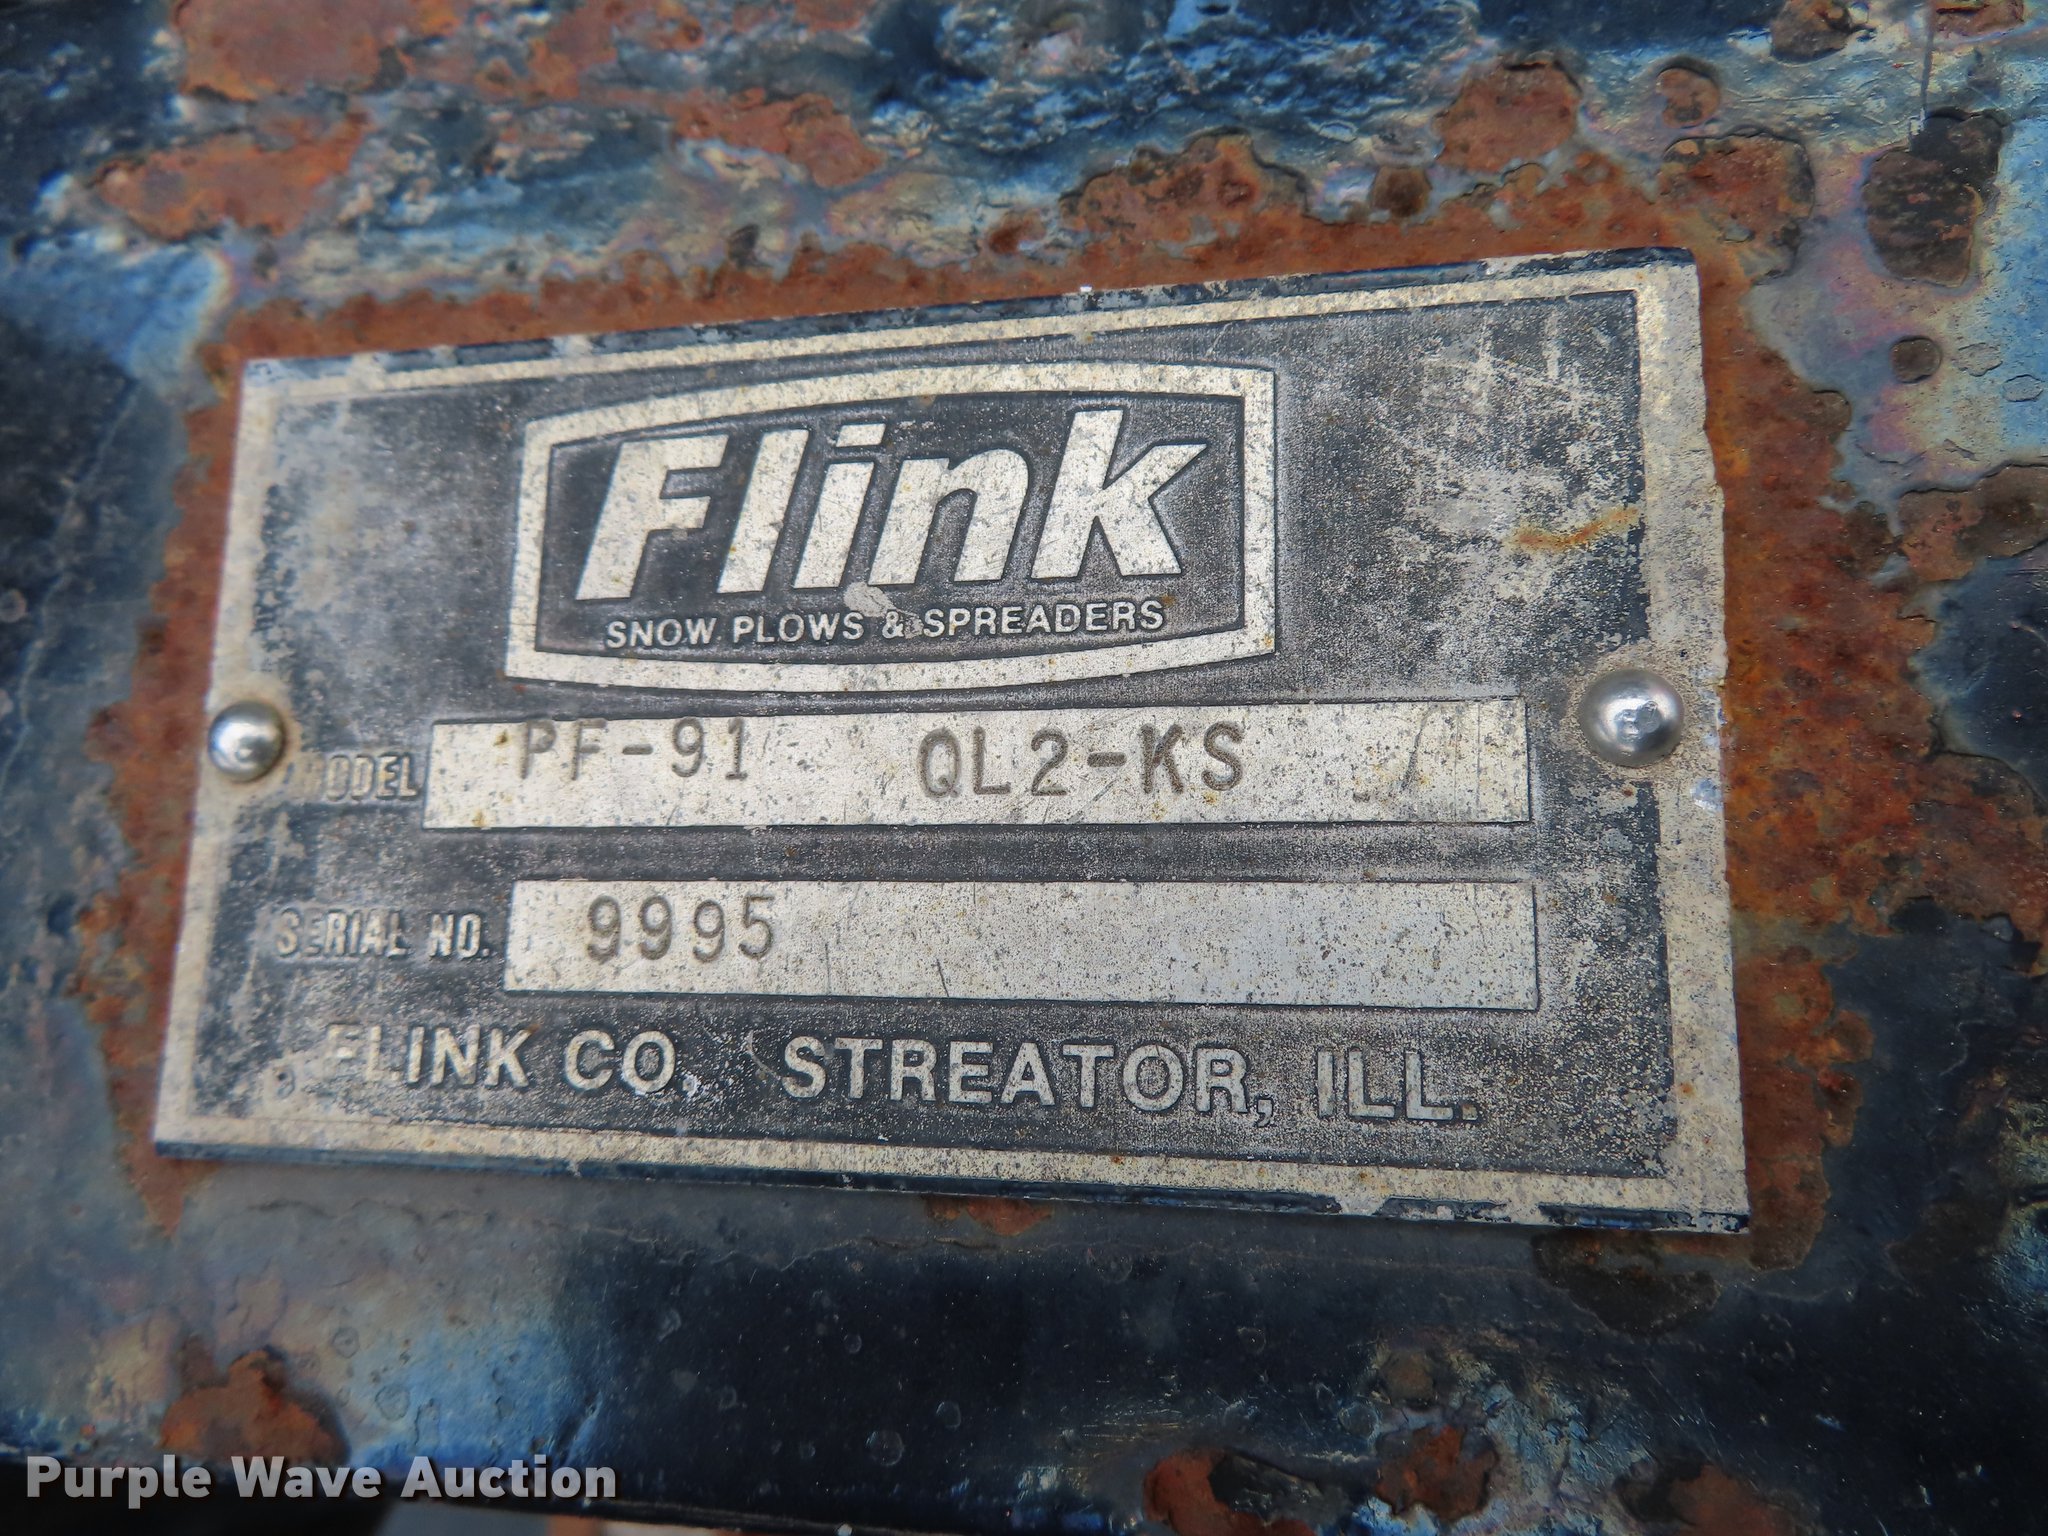 Flink
SNOW PLOWS & SPREADERS
MODEL PF-91 QL2-KS
SERIAL NO. 9995
FLINK CO. STREATOR, ILL.
Purple Wave Auction